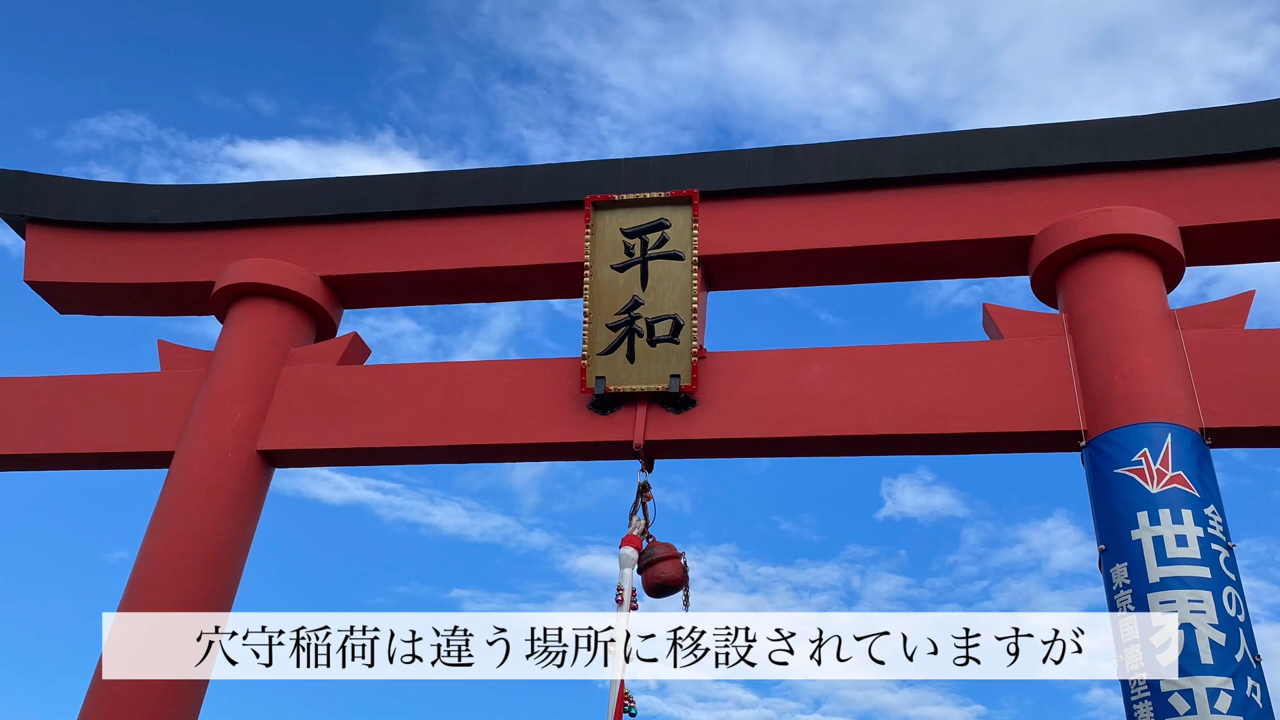 平和
全ての人々
世界平
東京国際空港
穴守稲荷は違う場所に移設されていますが